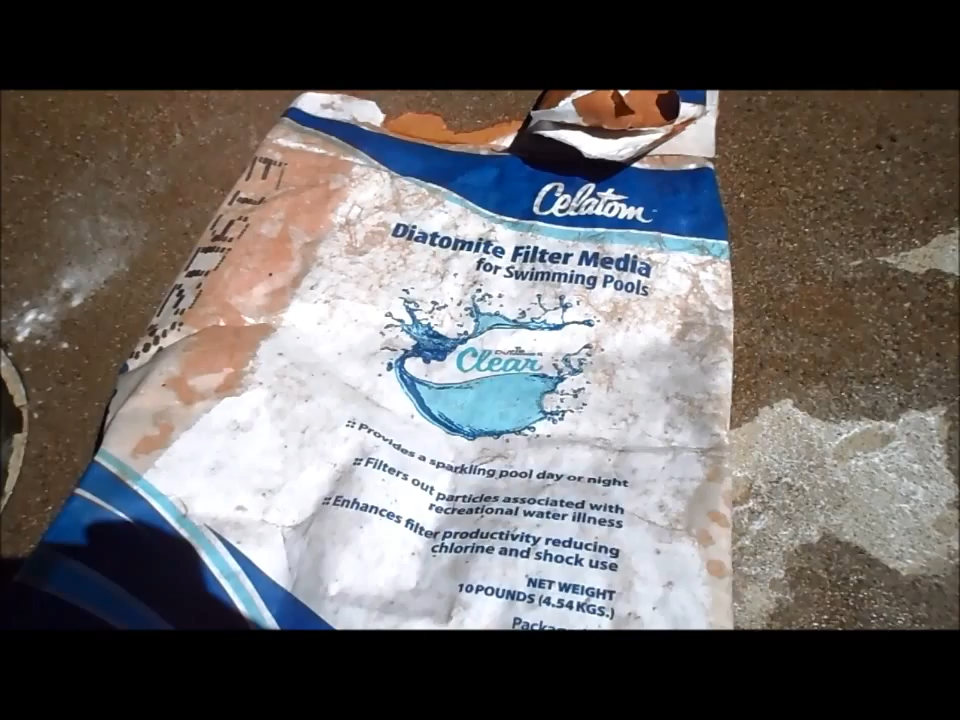 Celatom
Diatomite Filter Media
for Swimming Pools
Clear
Provides a sparkling pool day or night
Filters out particles associated with
recreational water illness
Enhances filter productivity reducing
chlorine and shock use
NET WEIGHT
10 POUNDS (4.54 KGS.)